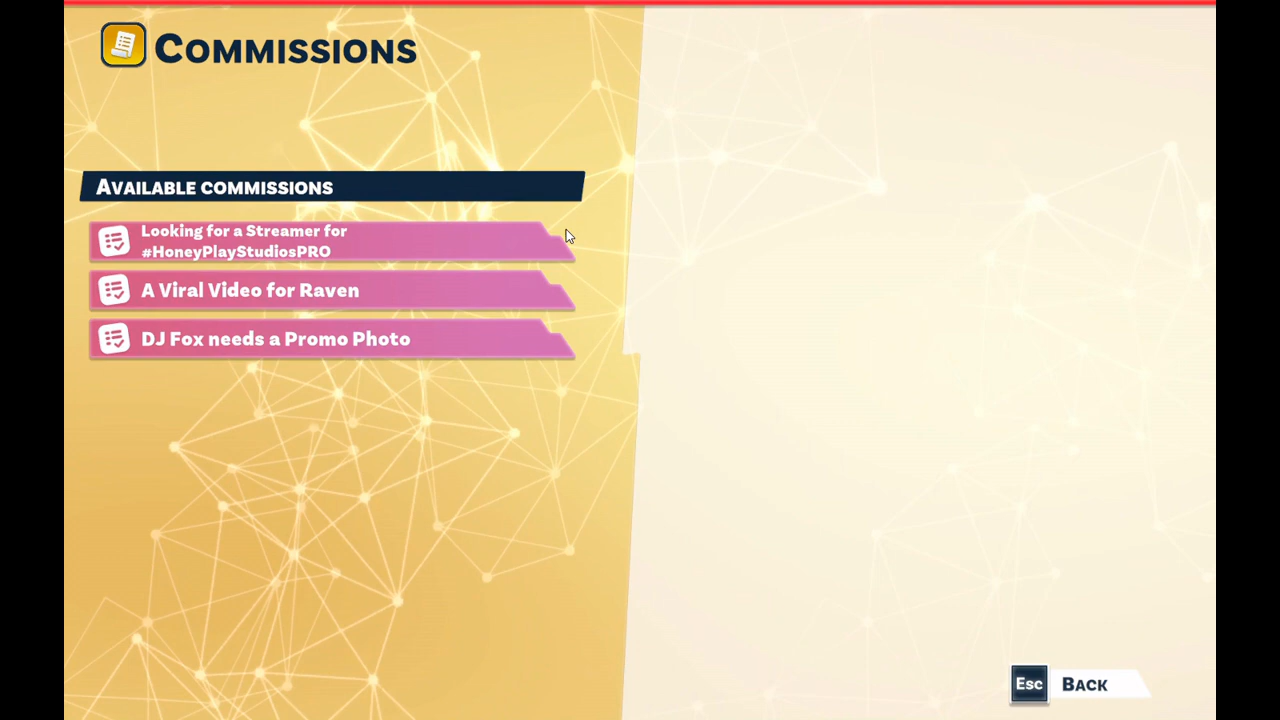 Commissions
Available commissions
Looking for a Streamer for
#HoneyPlayStudiosPRO
A Viral Video for Raven
DJ Fox needs a Promo Photo
Esc Back